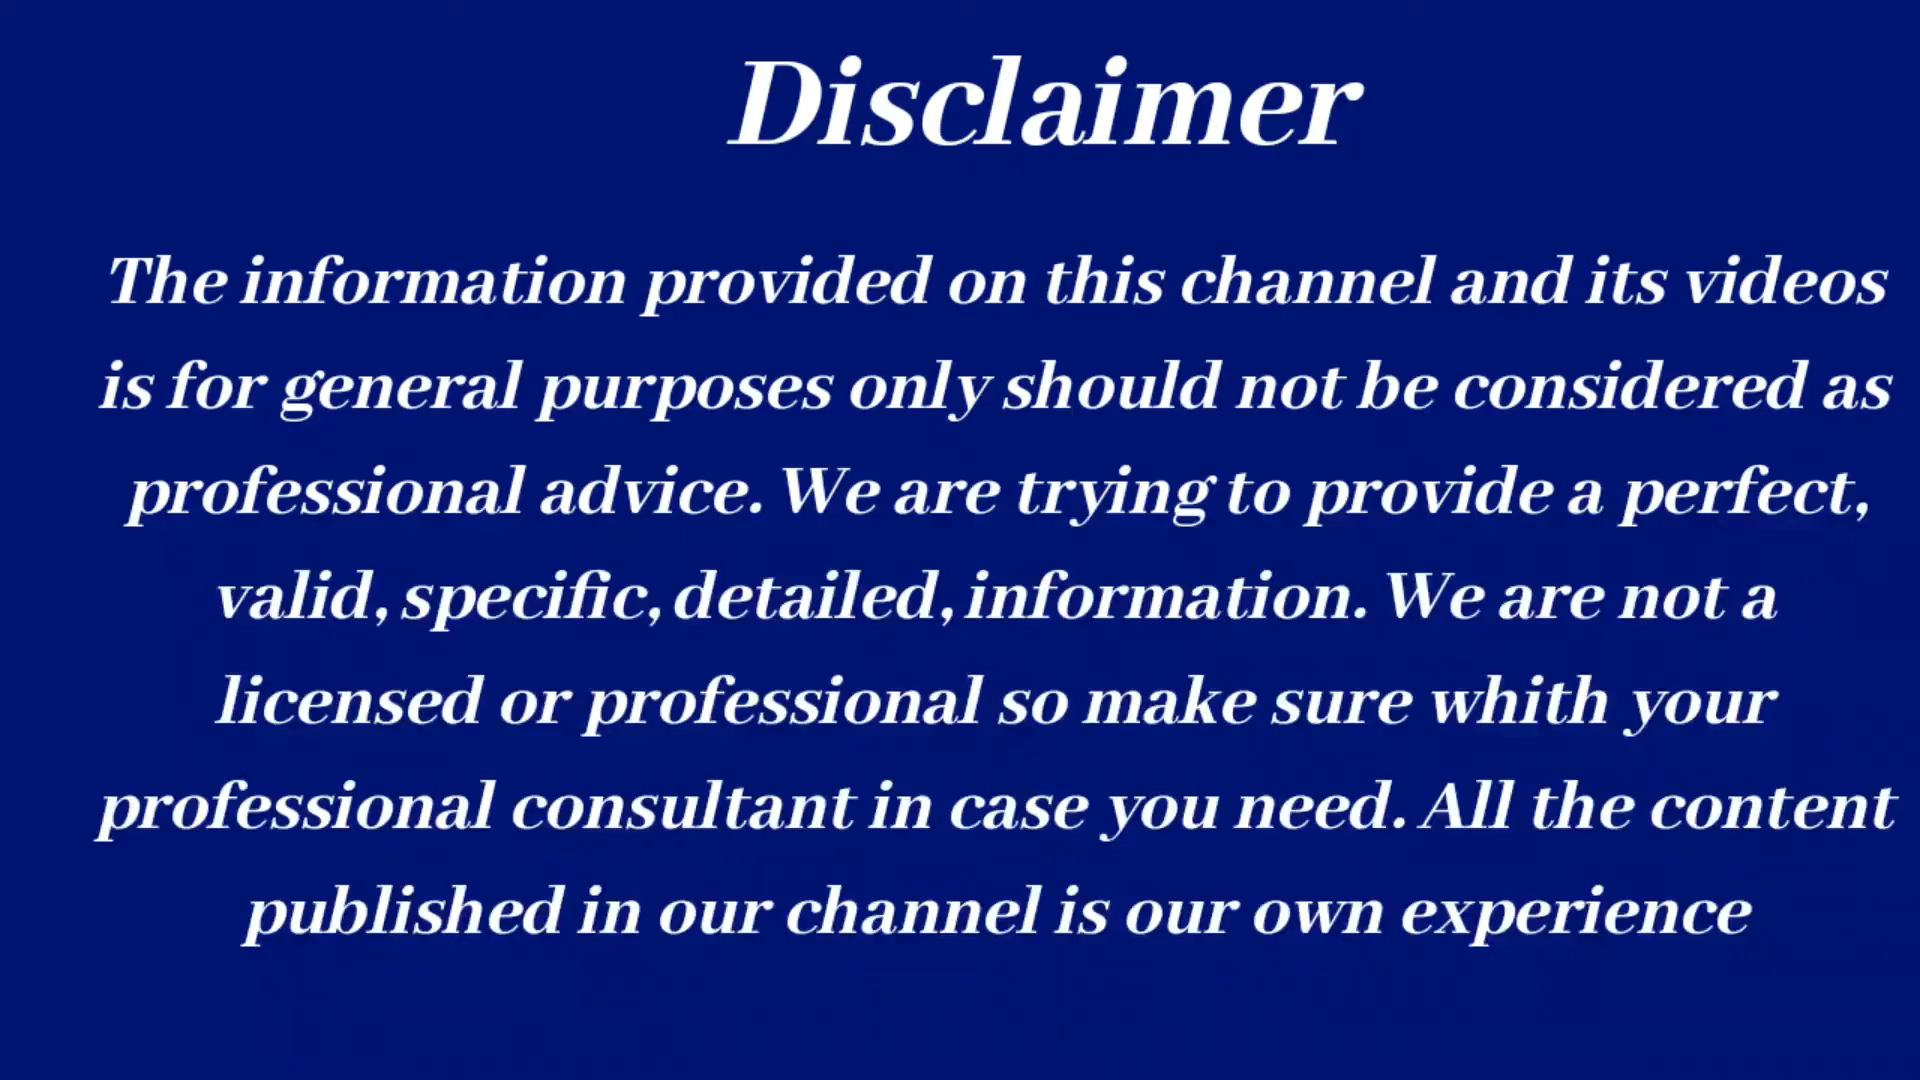 Disclaimer
The information provided on this channel and its videos
is for general purposes only should not be considered as
professional advice. We are trying to provide a perfect,
valid, specific, detailed, information. We are not a
licensed or professional so make sure whith your
professional consultant in case you need. All the content
published in our channel is our own experience